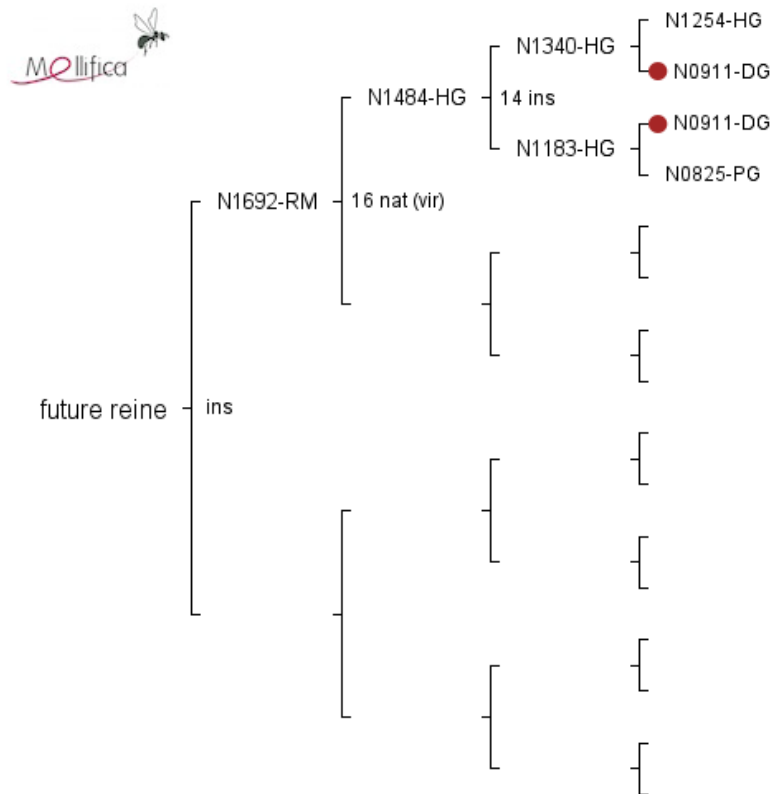 Mellifica
N1254-HG
N1340-HG
N0911-DG
N1484-HG
14 ins
N0911-DG
N1183-HG
N0825-PG
N1692-RM
16 nat (vir)
future reine
ins